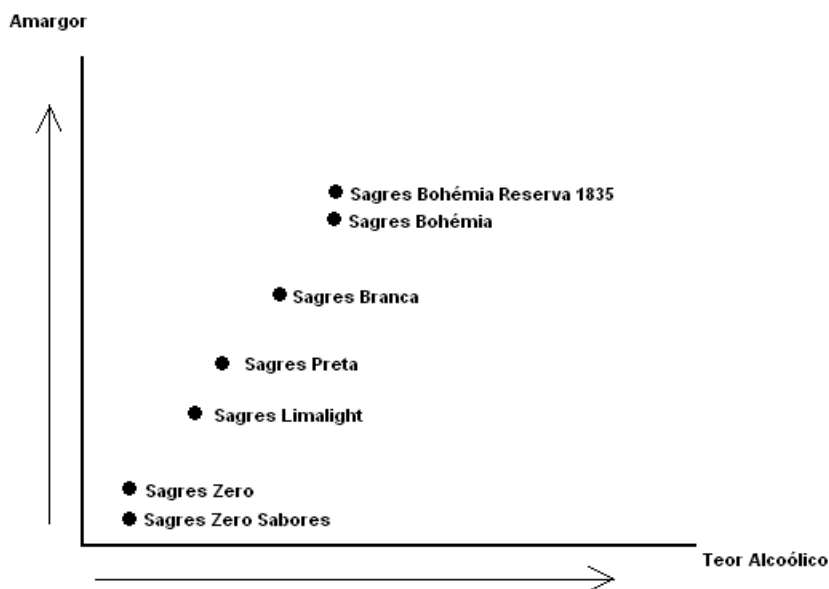 Amargor
Sagres Bohémia Reserva 1835
Sagres Bohémia
Sagres Branca
Sagres Preta
Sagres Limalight
Sagres Zero
Sagres Zero Sabores
Teor Alcoólico